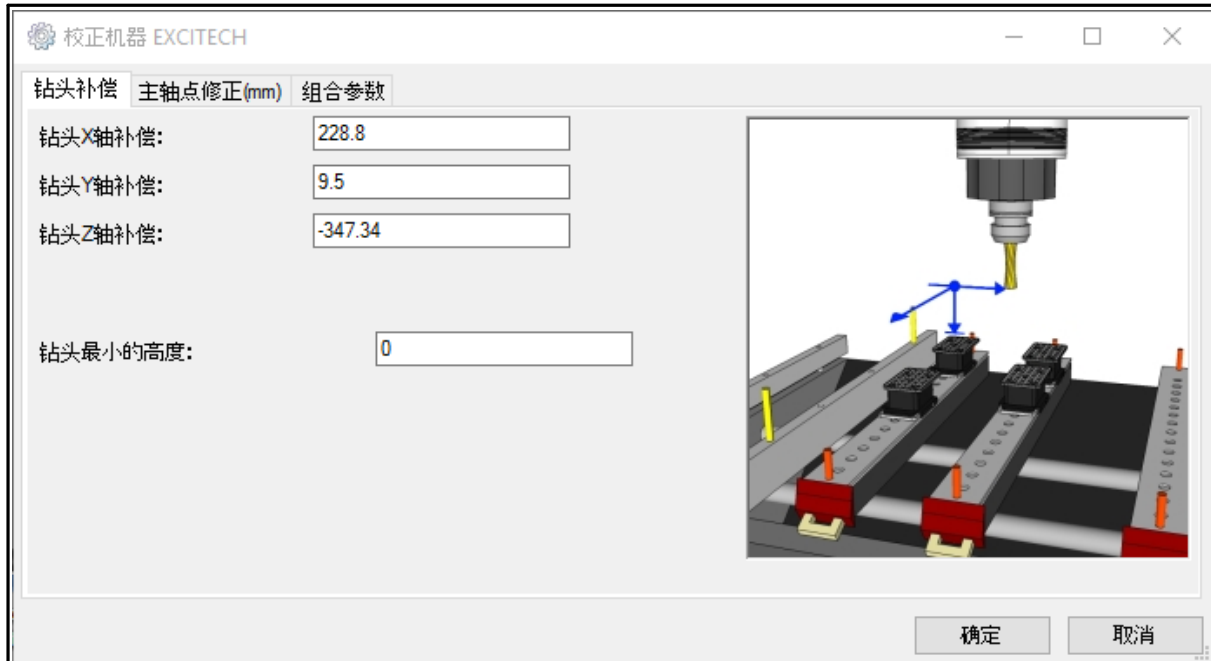 校正机器 EXCITECH
钻头补偿 主轴点修正(mm) 组合参数
钻头X轴补偿: 228.8
钻头Y轴补偿: 9.5
钻头Z轴补偿: -347.34
钻头最小的高度: 0
确定 取消